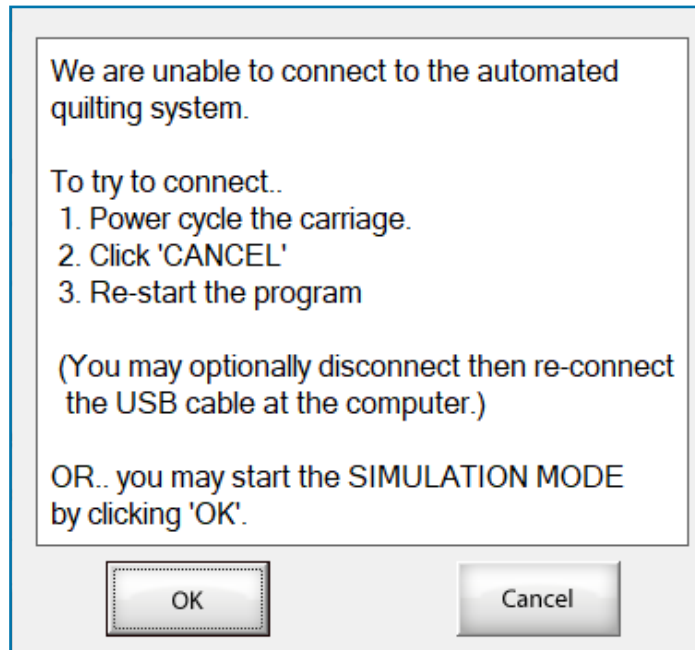 We are unable to connect to the automated
quilting system.
To try to connect..
1. Power cycle the carriage.
2. Click 'CANCEL'
3. Re-start the program
(You may optionally disconnect then re-connect
the USB cable at the computer.)
OR.. you may start the SIMULATION MODE
by clicking 'OK'.
OK
Cancel